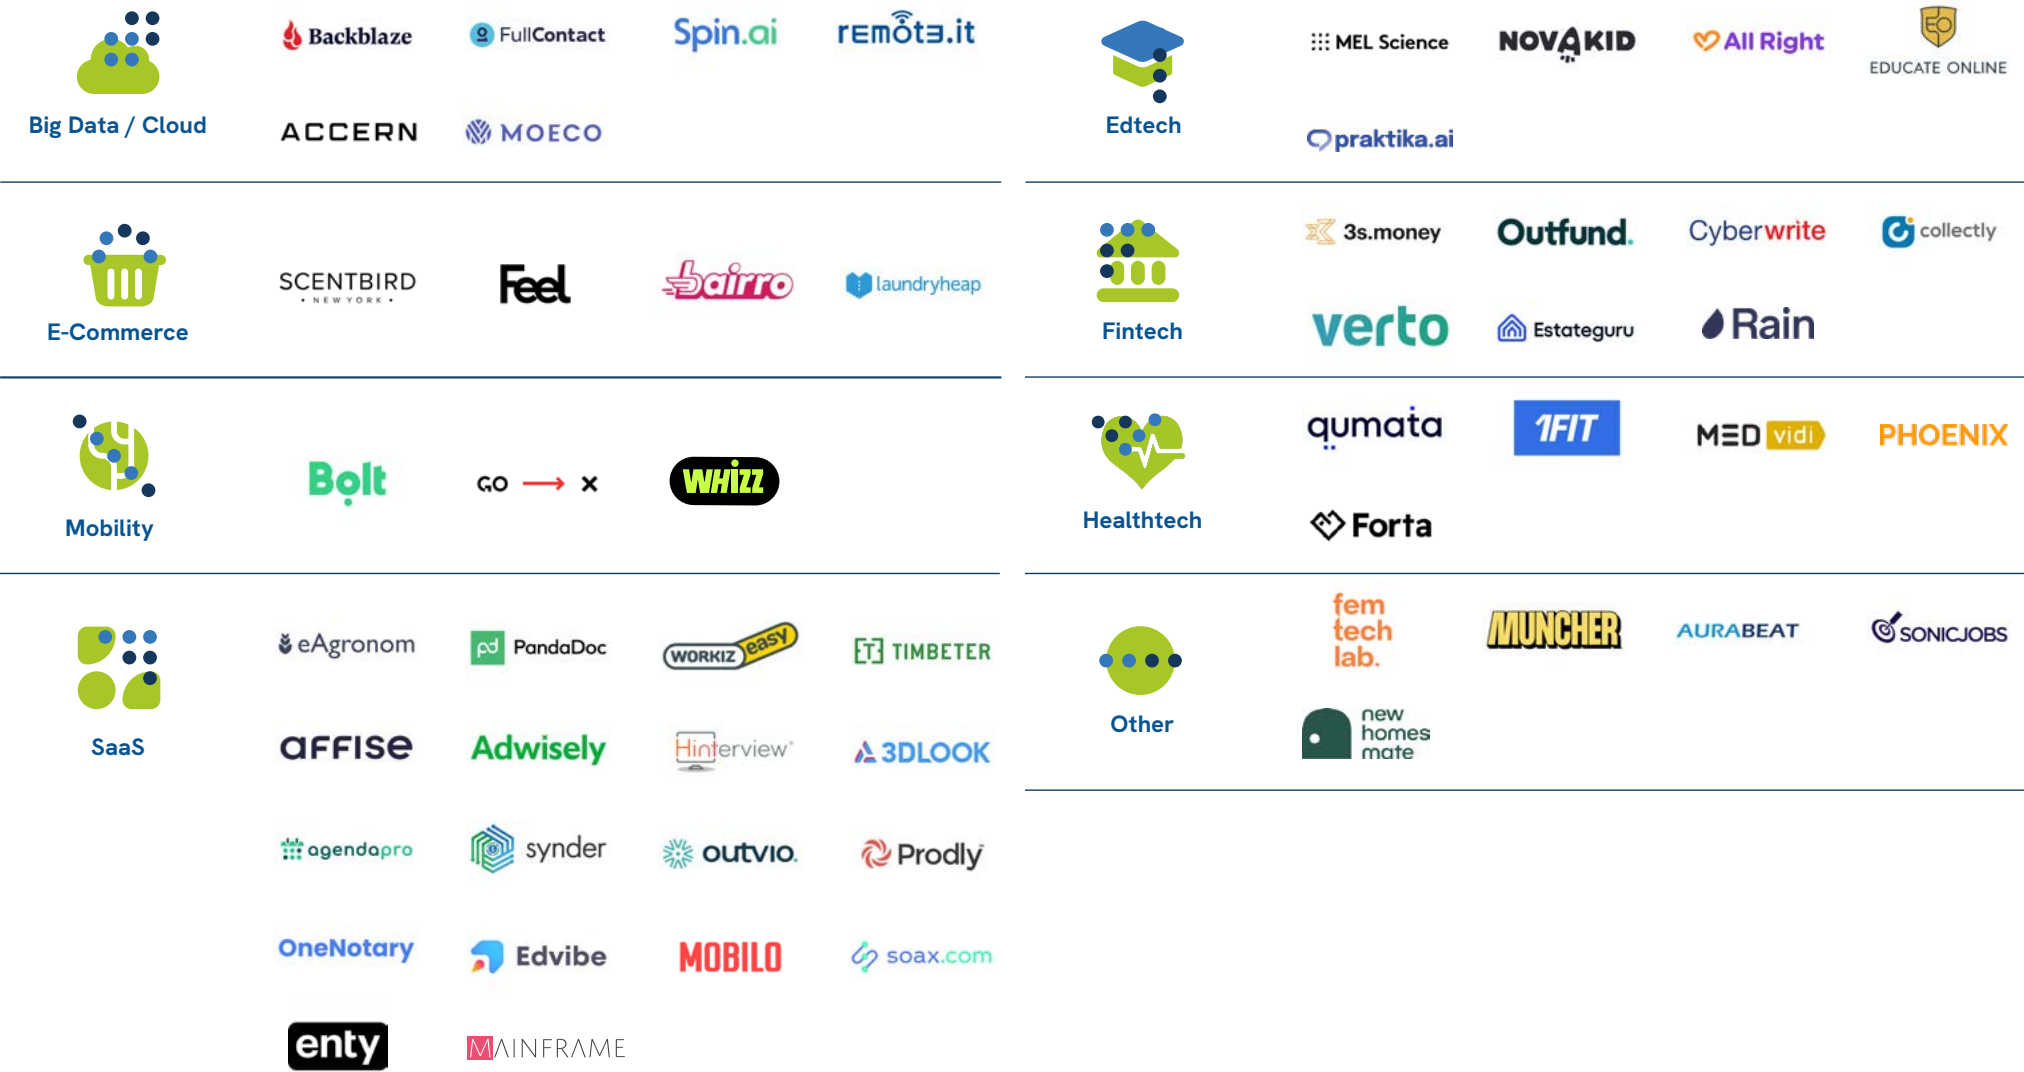 Big Data / Cloud
Backblaze
FullContact
Spin.ai
remotƎ.it
ACCERN
MOECO
E-Commerce
SCENTBIRD
• NEW YORK •
Feel
bairro
laundryheap
Mobility
Bolt
GO X
WHIZZ
SaaS
eAgronom
pd PandaDoc
WORKIZ easy
[T] TIMBETER
AFFISE
Adwisely
Hinterview®
3DLOOK
agendapro
synder
outvio.
Prodly
OneNotary
Edvibe
MOBILO
soax.com
enty
MAINFRAME
Edtech
MEL Science
NOVAKID
All Right
EO
EDUCATE ONLINE
praktika.ai
Fintech
3s.money
Outfund.
Cyberwrite
collectly
verto
Estateguru
Rain
Healthtech
qumata
1FIT
MED vidi
PHOENIX
Forta
Other
fem
tech
lab.
MUNCHER
AURABEAT
SONICJOBS
new
homes
mate